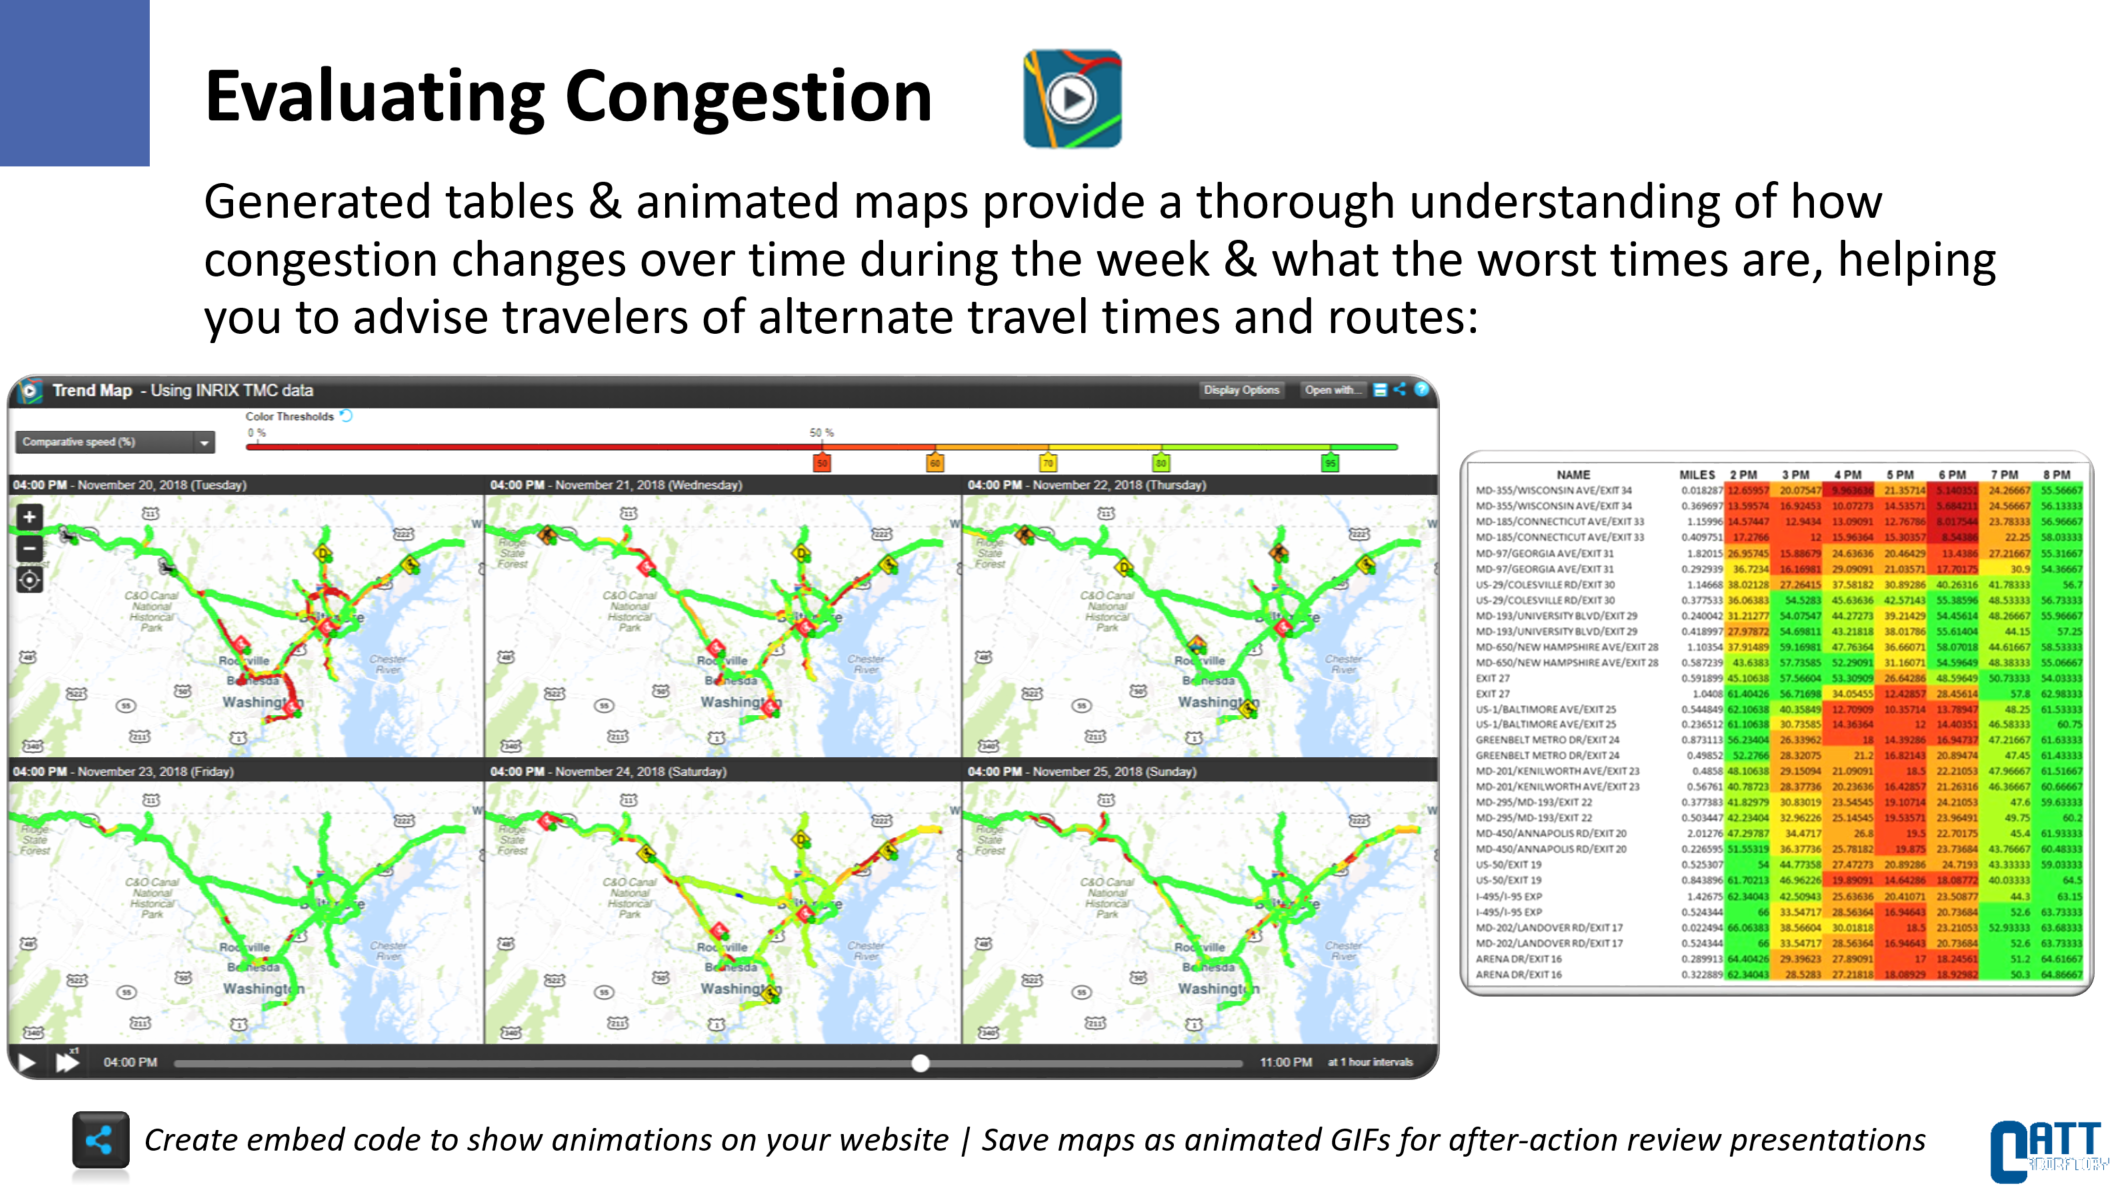 Evaluating Congestion
Generated tables & animated maps provide a thorough understanding of how
congestion changes over time during the week & what the worst times are, helping
you to advise travelers of alternate travel times and routes:
Trend Map - Using INRIX TMC data
Display Options
Open with...
Color Thresholds
Comparative speed (%)
0 %
50 %
50 60 70 80 95
04:00 PM - November 20, 2018 (Tuesday)
04:00 PM - November 21, 2018 (Wednesday)
04:00 PM - November 22, 2018 (Thursday)
04:00 PM - November 23, 2018 (Friday)
04:00 PM - November 24, 2018 (Saturday)
04:00 PM - November 25, 2018 (Sunday)
04:00 PM
11:00 PM
at 1 hour intervals
NAME MILES 2 PM 3 PM 4 PM 5 PM 6 PM 7 PM 8 PM
MD-355/WISCONSIN AVE/EXIT 34 0.018287 12.65957 20.07547 9.963636 21.35714 5.140351 24.26667 55.56667
MD-355/WISCONSIN AVE/EXIT 34 0.369697 13.59574 16.92453 10.07273 14.53571 5.684211 24.56667 56.13333
MD-185/CONNECTICUT AVE/EXIT 33 1.15996 14.57447 12.9434 13.09091 12.76786 8.017544 23.78333 56.96667
MD-185/CONNECTICUT AVE/EXIT 33 0.409751 17.2766 12 15.96364 15.30357 8.54386 22.25 58.03333
MD-97/GEORGIA AVE/EXIT 31 1.82015 26.95745 15.88679 24.63636 20.46429 13.4386 27.21667 55.31667
MD-97/GEORGIA AVE/EXIT 31 0.292939 36.7234 16.16981 29.09091 21.03571 17.70175 30.9 54.36667
US-29/COLESVILLE RD/EXIT 30 1.14668 38.02128 27.26415 37.58182 30.89286 40.26316 41.78333 56.7
US-29/COLESVILLE RD/EXIT 30 0.377533 36.06383 54.5283 45.63636 42.57143 55.38596 48.53333 56.73333
MD-193/UNIVERSITY BLVD/EXIT 29 0.240042 31.21277 54.07547 44.27273 39.21429 54.45614 48.26667 55.96667
MD-193/UNIVERSITY BLVD/EXIT 29 0.418997 27.97872 54.69811 43.21818 38.01786 55.61404 44.15 57.25
MD-650/NEW HAMPSHIRE AVE/EXIT 28 1.10354 37.91489 59.16981 47.76364 36.66071 58.07018 44.61667 58.53333
MD-650/NEW HAMPSHIRE AVE/EXIT 28 0.587239 43.6383 57.73585 52.29091 31.16071 54.59649 48.38333 55.06667
EXIT 27 0.591899 45.10638 57.56604 53.30909 26.64286 48.59649 50.73333 54.03333
EXIT 27 1.0408 61.40426 56.71698 34.05455 12.42857 28.45614 57.8 62.98333
US-1/BALTIMORE AVE/EXIT 25 0.544849 62.10638 40.35849 12.70909 10.35714 13.78947 48.25 61.53333
US-1/BALTIMORE AVE/EXIT 25 0.236512 61.10638 30.73585 14.36364 12 14.40351 46.58333 60.75
GREENBELT METRO DR/EXIT 24 0.873113 56.23404 26.33962 18 14.39286 16.94737 47.21667 61.63333
GREENBELT METRO DR/EXIT 24 0.49852 52.2766 28.32075 21.2 16.82143 20.89474 47.45 61.43333
MD-201/KENILWORTH AVE/EXIT 23 0.4858 48.10638 29.15094 21.09091 18.5 22.21053 47.96667 61.51667
MD-201/KENILWORTH AVE/EXIT 23 0.56761 40.78723 28.37736 20.23636 16.42857 21.26316 46.36667 60.66667
MD-295/MD-193/EXIT 22 0.377383 41.82979 30.83019 23.54545 19.10714 24.21053 47.6 59.63333
MD-295/MD-193/EXIT 22 0.503447 42.23404 32.96226 25.14545 19.53571 23.96491 49.75 60.2
MD-450/ANNAPOLIS RD/EXIT 20 2.01276 47.29787 34.4717 26.8 19.5 22.70175 45.4 61.93333
MD-450/ANNAPOLIS RD/EXIT 20 0.226595 51.55319 36.37736 25.78182 19.875 23.73684 43.76667 60.48333
US-50/EXIT 19 0.525307 54 44.77358 27.47273 20.89286 24.7193 43.33333 59.03333
US-50/EXIT 19 0.843896 61.70213 46.96226 19.89091 14.64286 18.08772 40.03333 64.5
I-495/I-95 EXP 1.42675 62.34043 42.50943 25.63636 20.41071 23.50877 44.3 63.15
I-495/I-95 EXP 0.524344 66 33.54717 28.56364 16.94643 20.73684 52.6 63.73333
MD-202/LANDOVER RD/EXIT 17 0.022494 66.06383 38.56604 30.01818 18.5 23.21053 52.93333 63.68333
MD-202/LANDOVER RD/EXIT 17 0.524344 66 33.54717 28.56364 16.94643 20.73684 52.6 63.73333
ARENA DR/EXIT 16 0.289913 64.40426 29.39623 27.89091 17 18.24561 51.2 64.61667
ARENA DR/EXIT 16 0.322889 62.34043 28.5283 27.21818 18.08929 18.92982 50.3 64.86667
Create embed code to show animations on your website | Save maps as animated GIFs for after-action review presentations
CATT
LABORATORY